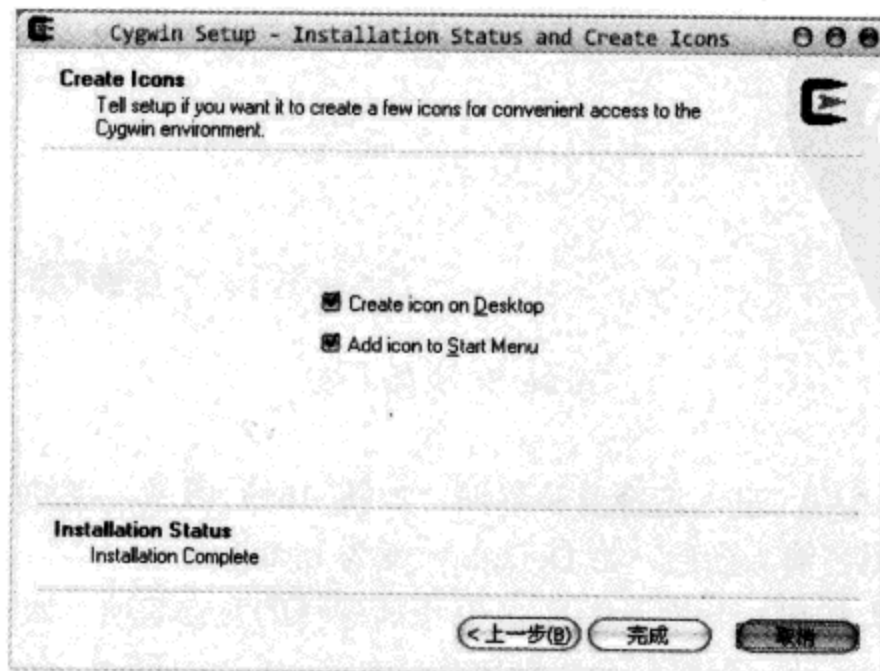 Cygwin Setup - Installation Status and Create Icons
Create Icons
Tell setup if you want it to create a few icons for convenient access to the
Cygwin environment.
Create icon on Desktop
Add icon to Start Menu
Installation Status
Installation Complete
<上一步(B) 完成 取消